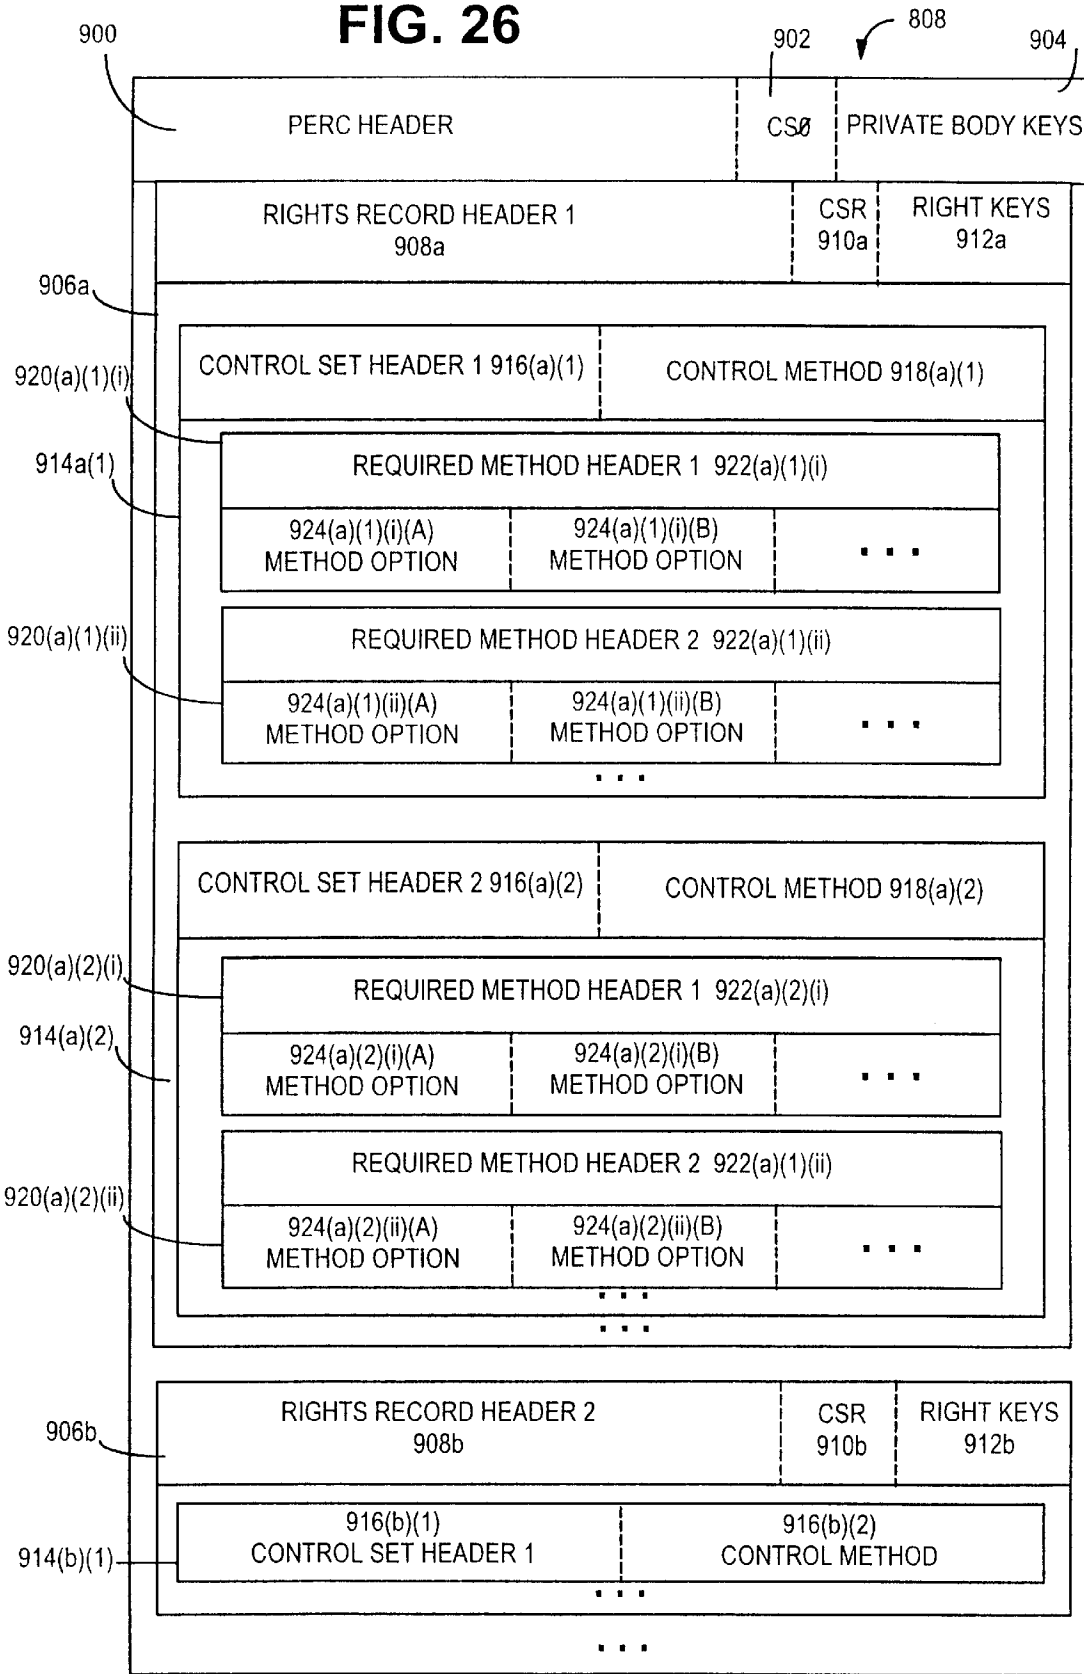 FIG. 26
808
900
902
904
PERC HEADER
CS0
PRIVATE BODY KEYS
RIGHTS RECORD HEADER 1
908a
CSR
910a
RIGHT KEYS
912a
906a
CONTROL SET HEADER 1 916(a)(1)
CONTROL METHOD 918(a)(1)
920(a)(1)(i)
914a(1)
REQUIRED METHOD HEADER 1 922(a)(1)(i)
924(a)(1)(i)(A)
METHOD OPTION
924(a)(1)(i)(B)
METHOD OPTION
. . .
920(a)(1)(ii)
REQUIRED METHOD HEADER 2 922(a)(1)(ii)
924(a)(1)(ii)(A)
METHOD OPTION
924(a)(1)(ii)(B)
METHOD OPTION
. . .
. . .
CONTROL SET HEADER 2 916(a)(2)
CONTROL METHOD 918(a)(2)
920(a)(2)(i)
914(a)(2)
REQUIRED METHOD HEADER 1 922(a)(2)(i)
924(a)(2)(i)(A)
METHOD OPTION
924(a)(2)(i)(B)
METHOD OPTION
. . .
920(a)(2)(ii)
REQUIRED METHOD HEADER 2 922(a)(1)(ii)
924(a)(2)(ii)(A)
METHOD OPTION
924(a)(2)(ii)(B)
METHOD OPTION
. . .
. . .
. . .
906b
RIGHTS RECORD HEADER 2
908b
CSR
910b
RIGHT KEYS
912b
914(b)(1)
916(b)(1)
CONTROL SET HEADER 1
916(b)(2)
CONTROL METHOD
. . .
. . .